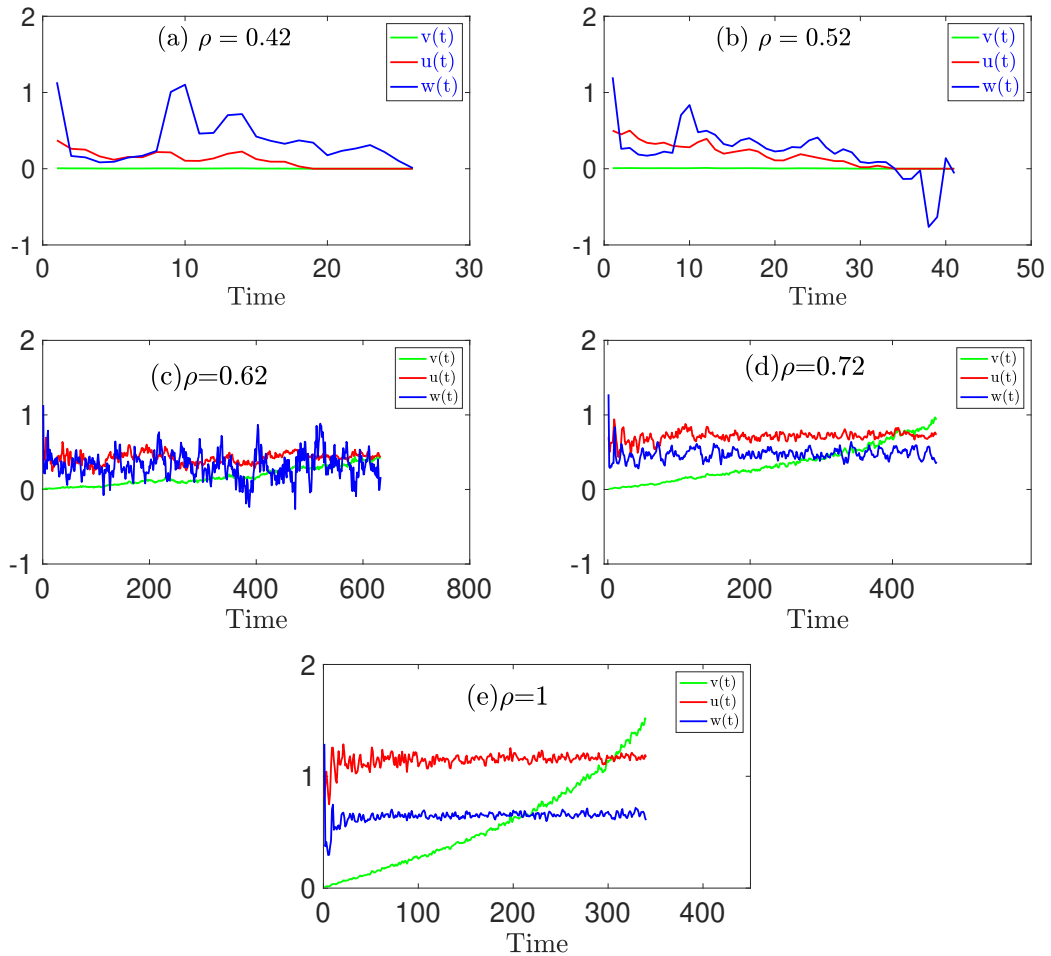 (a) ρ = 0.42
v(t)
u(t)
w(t)
2
1
0
-1
0 10 20 30
Time
(b) ρ = 0.52
v(t)
u(t)
w(t)
2
1
0
-1
0 10 20 30 40 50
Time
(c)ρ=0.62
v(t)
u(t)
w(t)
2
1
0
-1
0 200 400 600 800
Time
(d)ρ=0.72
v(t)
u(t)
w(t)
2
1
0
-1
0 200 400
Time
(e)ρ=1
v(t)
u(t)
w(t)
2
1
0
0 100 200 300 400
Time